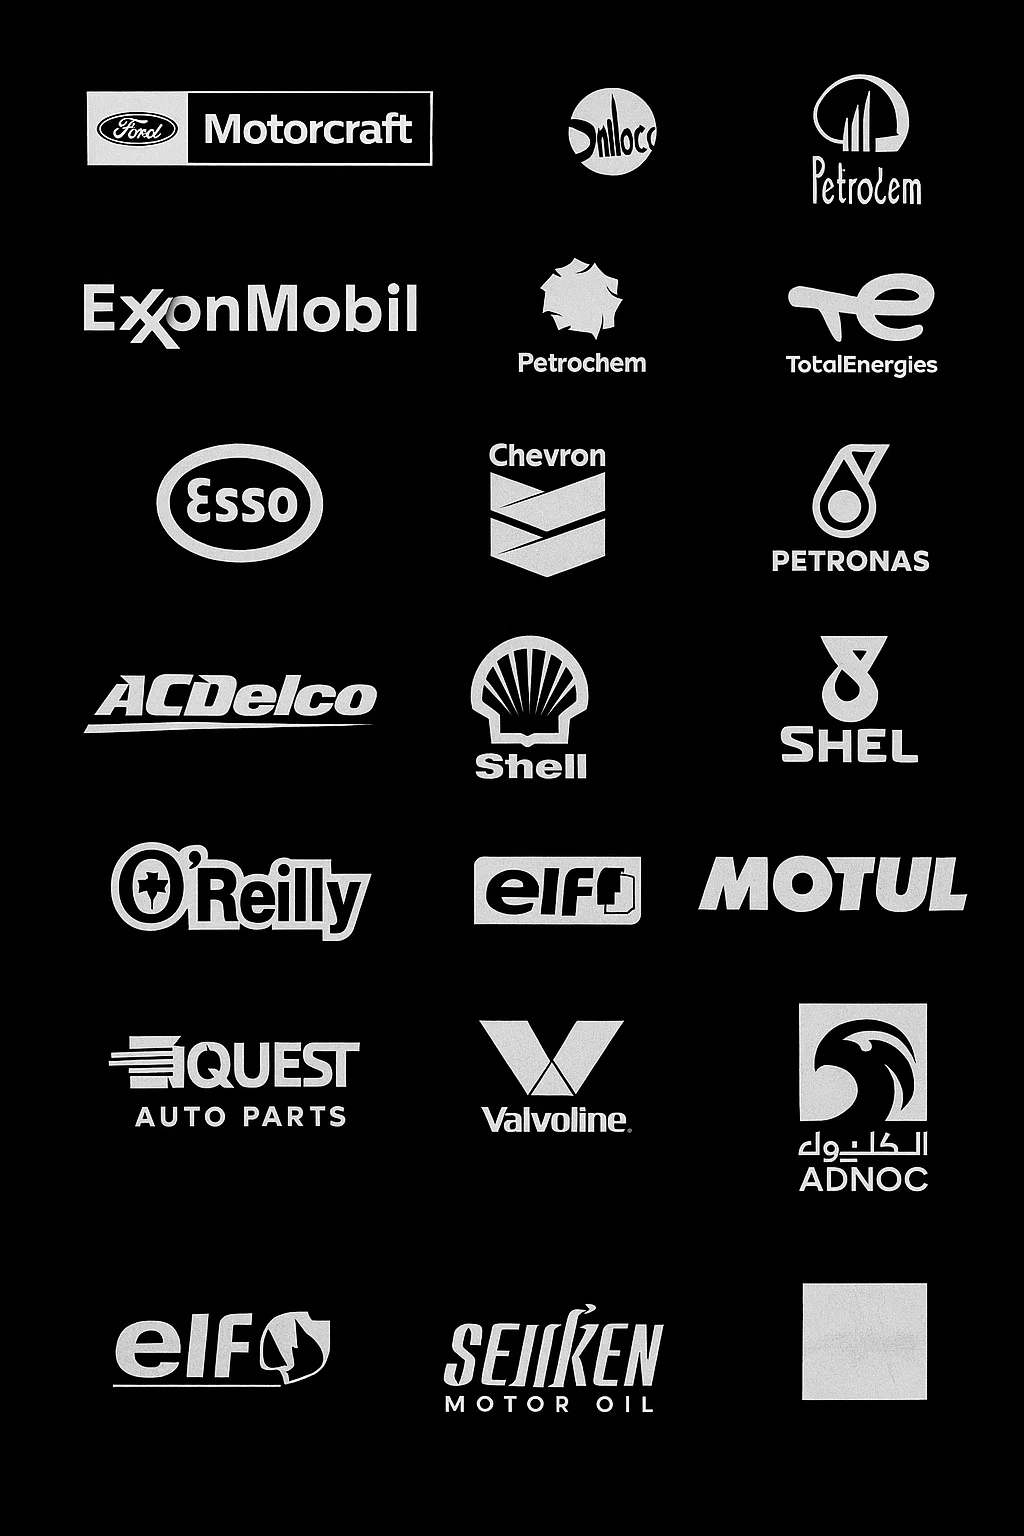 Ford Motorcraft
Petrolem
ExxonMobil
Petrochem
TotalEnergies
Esso
Chevron
PETRONAS
ACDelco
Shell
SHEL
O'Reilly
elf
MOTUL
QUEST
AUTO PARTS
Valvoline
ADNOC
elf
MOTOR OIL